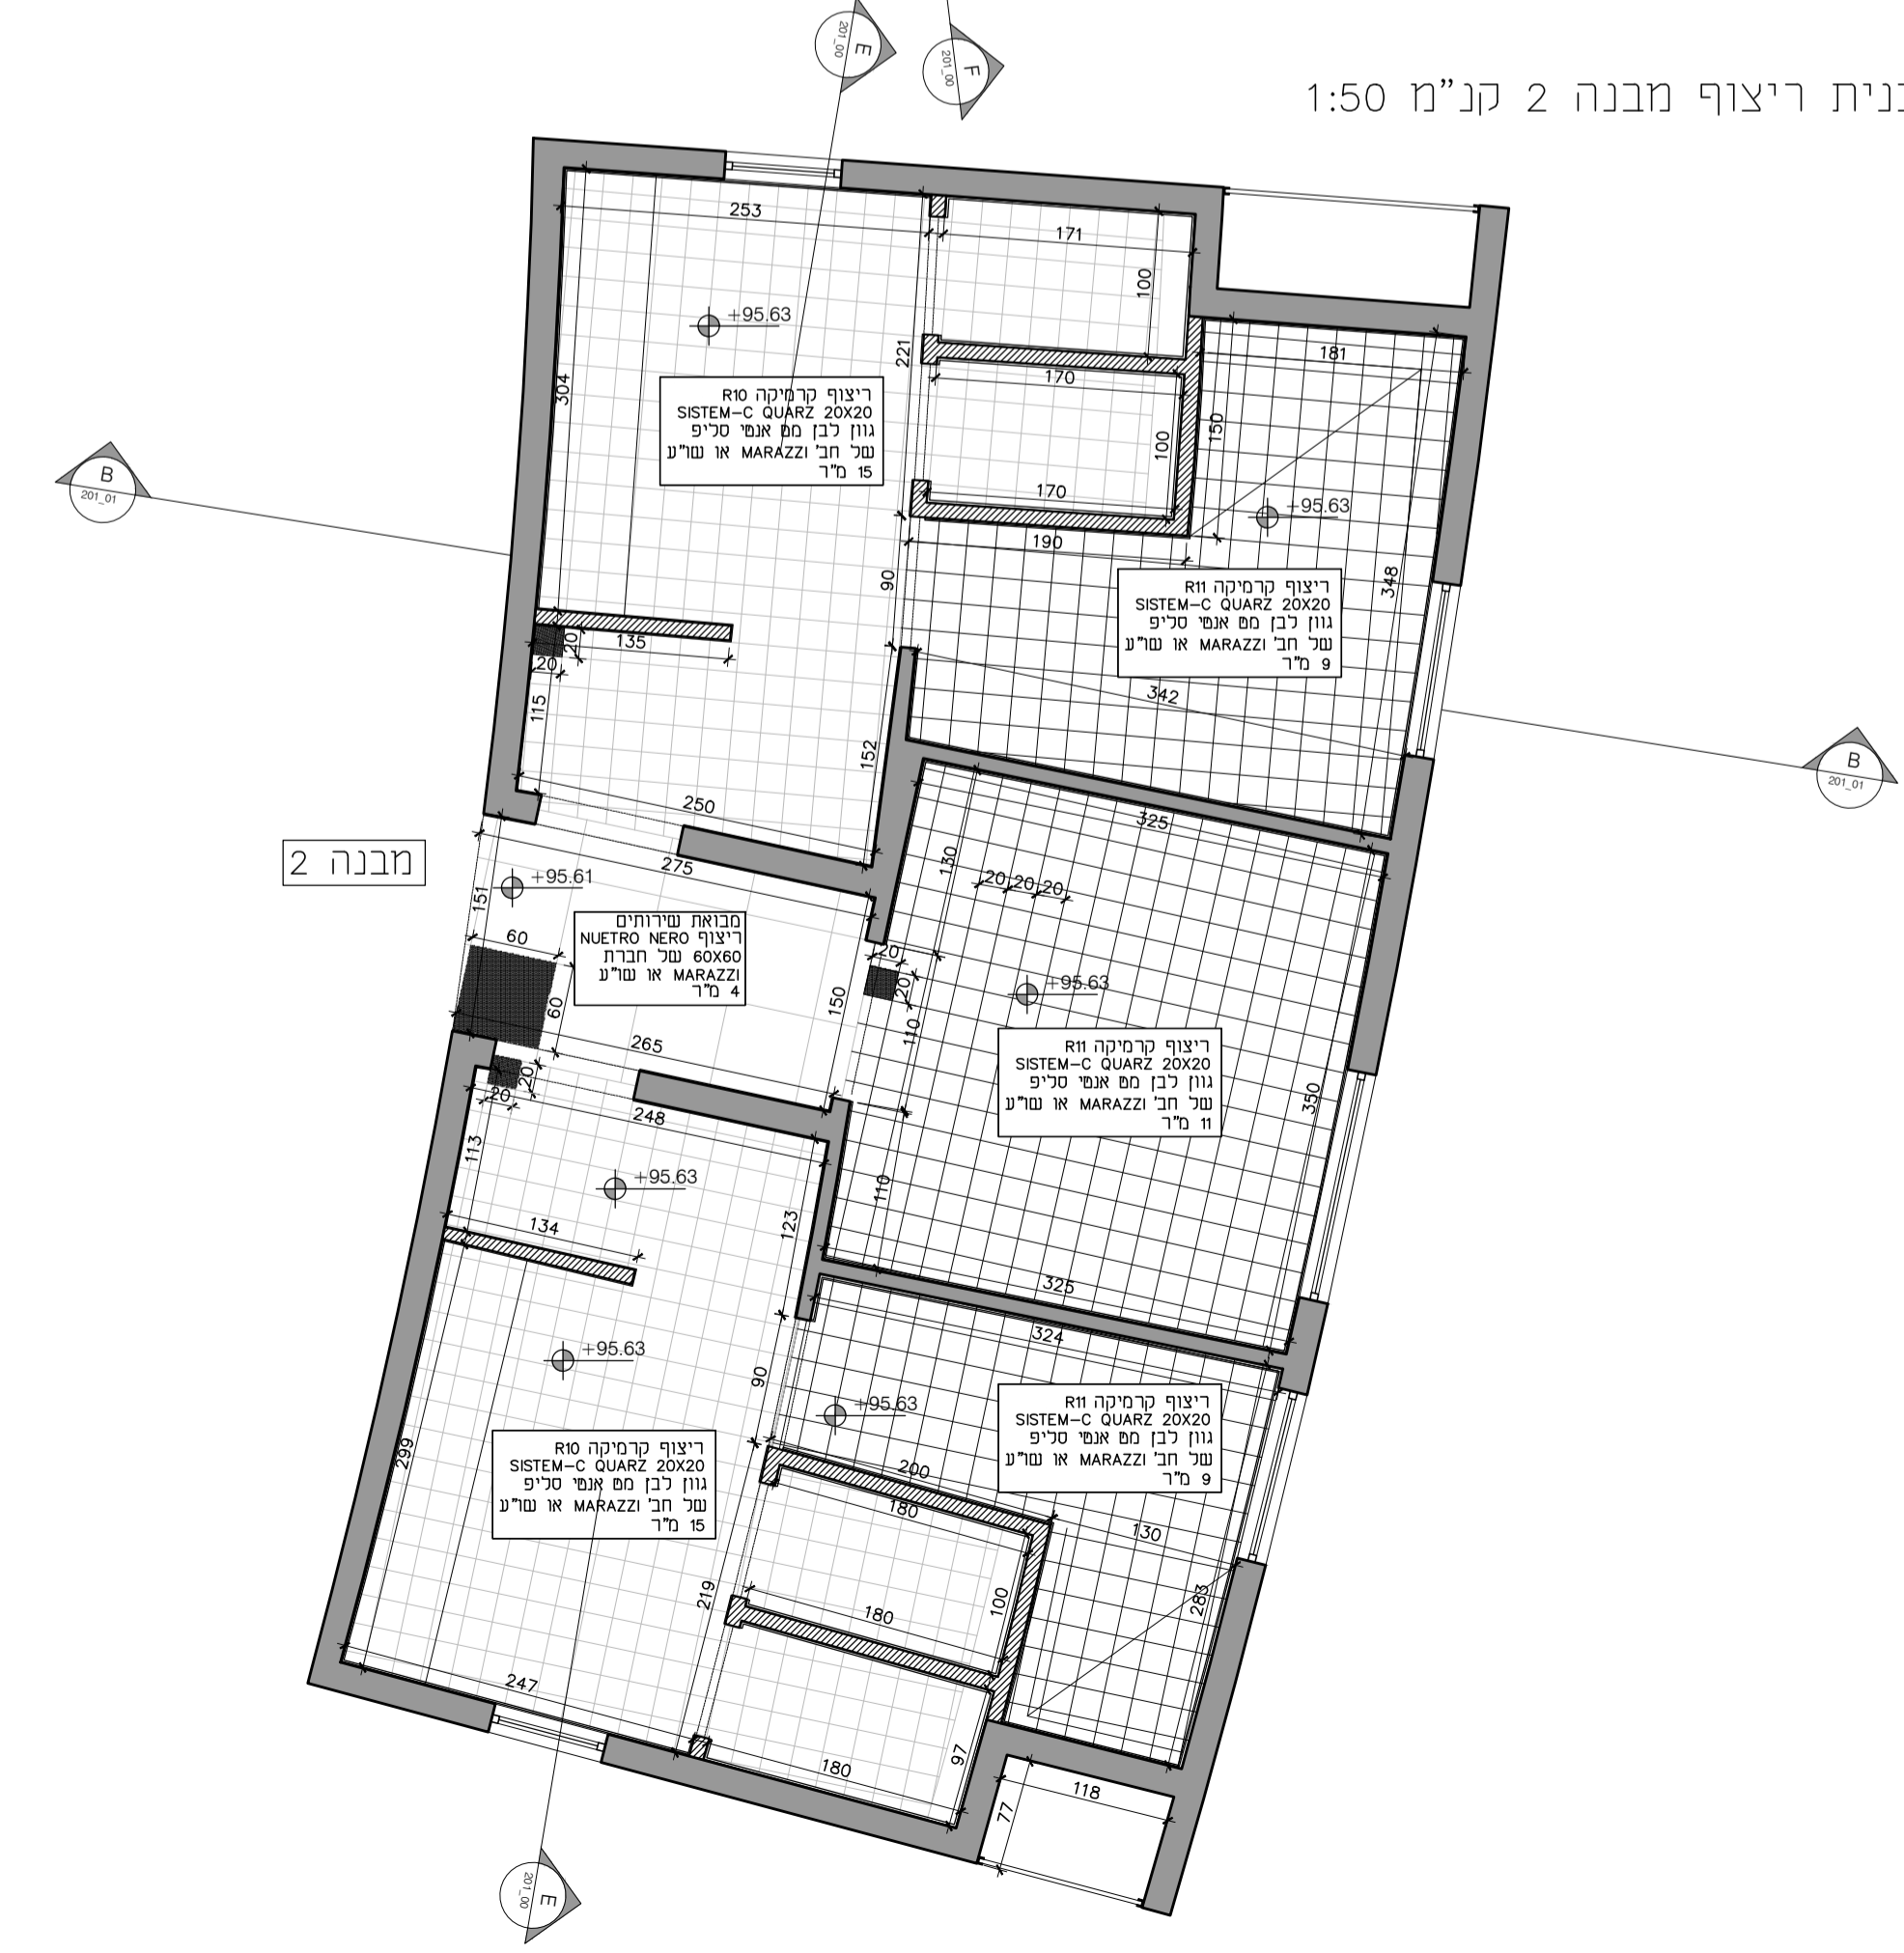 E
201_00
F
201_00
בנית ריצוף מבנה 2 קנ"מ 1:50
253
171
100
+95.63
304
221
181
170
150
ריצוף קרמיקה R10
SISTEM-C QUARZ 20X20
גוון לבן מט אנטי סליפ
של חב' MARAZZI או שו"ע
15 מ"ר
100
170
+95.63
B
201_01
190
90
348
ריצוף קרמיקה R11
SISTEM-C QUARZ 20X20
גוון לבן מט אנטי סליפ
של חב' MARAZZI או שו"ע
9 מ"ר
20
135
20
115
342
152
B
201_01
250
325
מבנה 2
275
130
+95.61
20
20
20
151
מבואת שירותים
ריצוף NUETRO NERO
60X60 של חברת
MARAZZI או שו"ע
4 מ"ר
60
20
20
60
150
110
+95.63
265
ריצוף קרמיקה R11
SISTEM-C QUARZ 20X20
גוון לבן מט אנטי סליפ
של חב' MARAZZI או שו"ע
11 מ"ר
20
20
248
350
113
+95.63
110
134
123
325
324
+95.63
90
+95.63
ריצוף קרמיקה R11
SISTEM-C QUARZ 20X20
גוון לבן מט אנטי סליפ
של חב' MARAZZI או שו"ע
9 מ"ר
299
ריצוף קרמיקה R10
SISTEM-C QUARZ 20X20
גוון לבן מט אנטי סליפ
של חב' MARAZZI או שו"ע
15 מ"ר
200
180
130
219
180
100
283
247
180
97
118
77
E
201_00